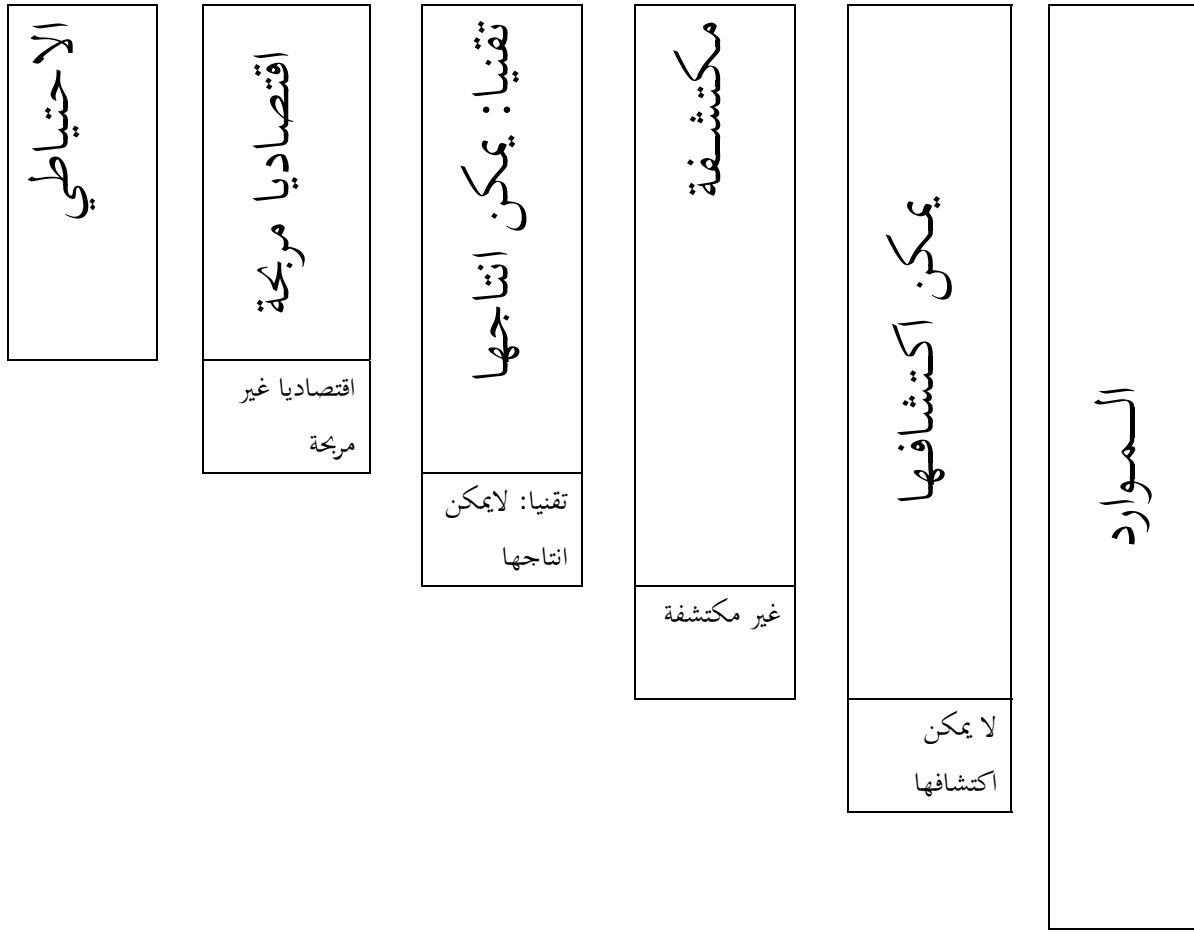 الموارد
يمكن اكتشافها
لا يمكن
اكتشافها
مكتشفة
غير مكتشفة
تقنيا: يمكن انتاجها
تقنيا: لايمكن
انتاجها
اقتصاديا مربحة
اقتصاديا غير
مربحة
الاحتياطي